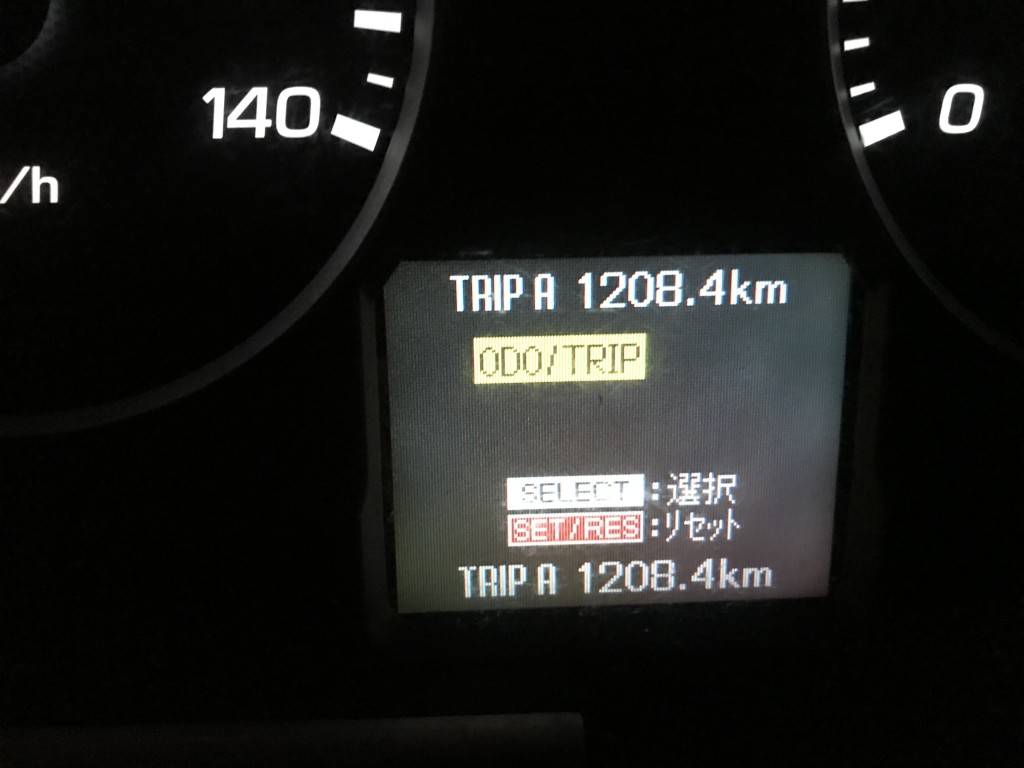 140
0
/h
TRIP A 1208.4km
ODO/TRIP
SELECT:選択
SET/RES:リセット
TRIP A 1208.4km